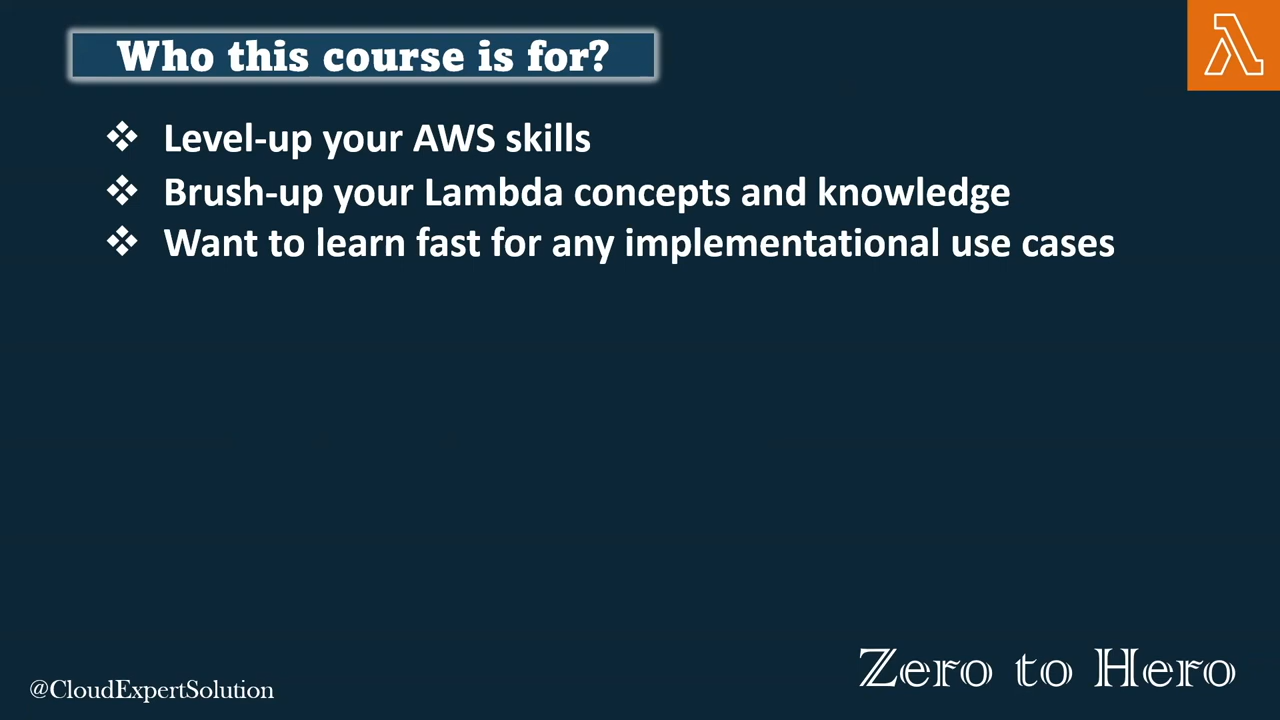 Who this course is for?
❖ Level-up your AWS skills
❖ Brush-up your Lambda concepts and knowledge
❖ Want to learn fast for any implementational use cases
@CloudExpertSolution
Zero to Hero